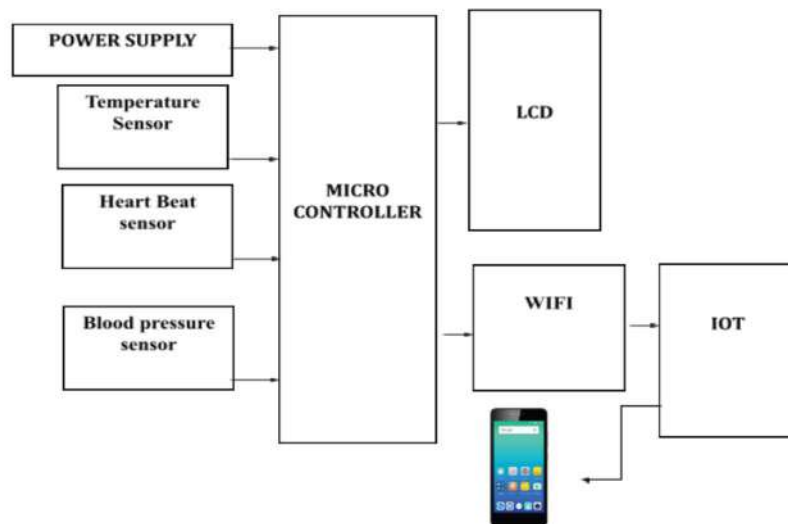 POWER SUPPLY
Temperature
Sensor
Heart Beat
sensor
Blood pressure
sensor
MICRO
CONTROLLER
LCD
WIFI
IOT